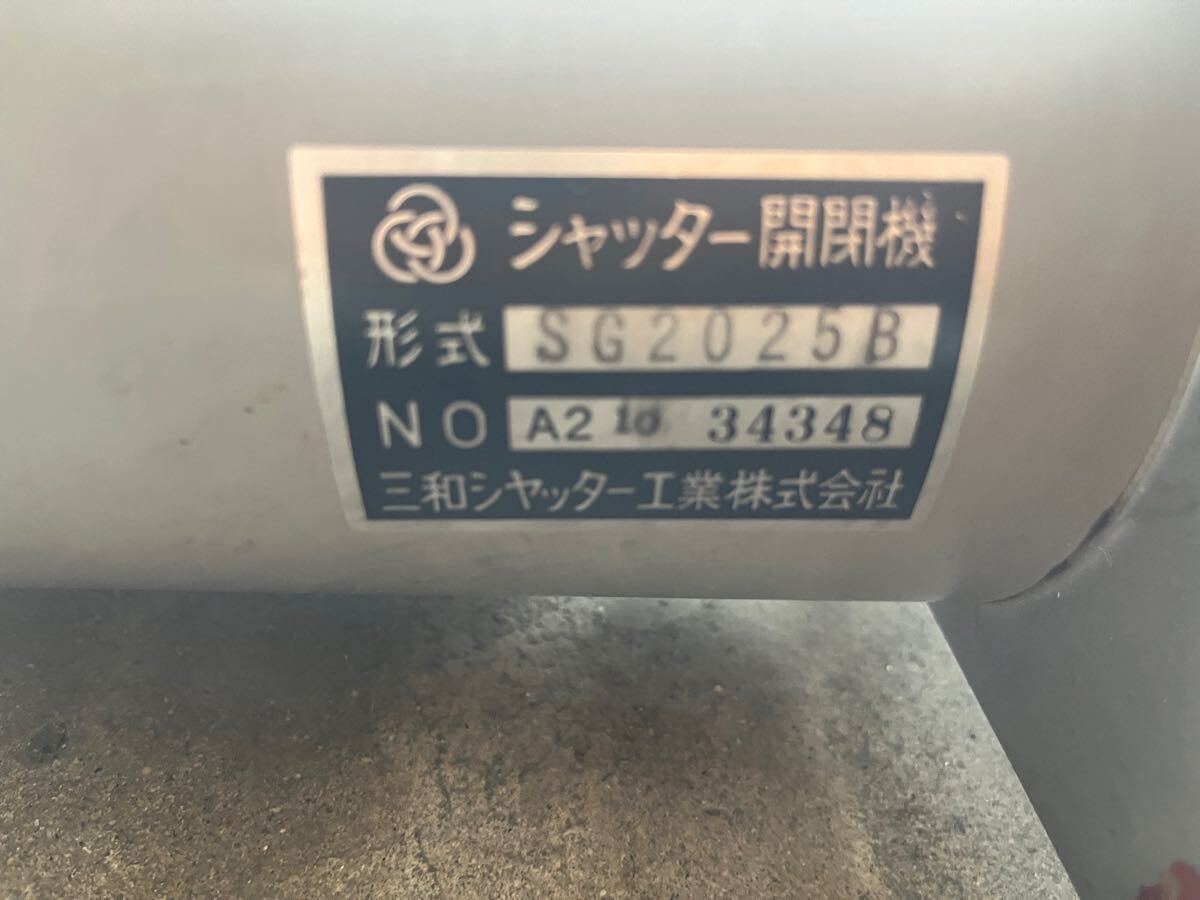 シャッター開閉機
形式 SG2025B
NO A2 10 34348
三和シヤッター工業株式会社